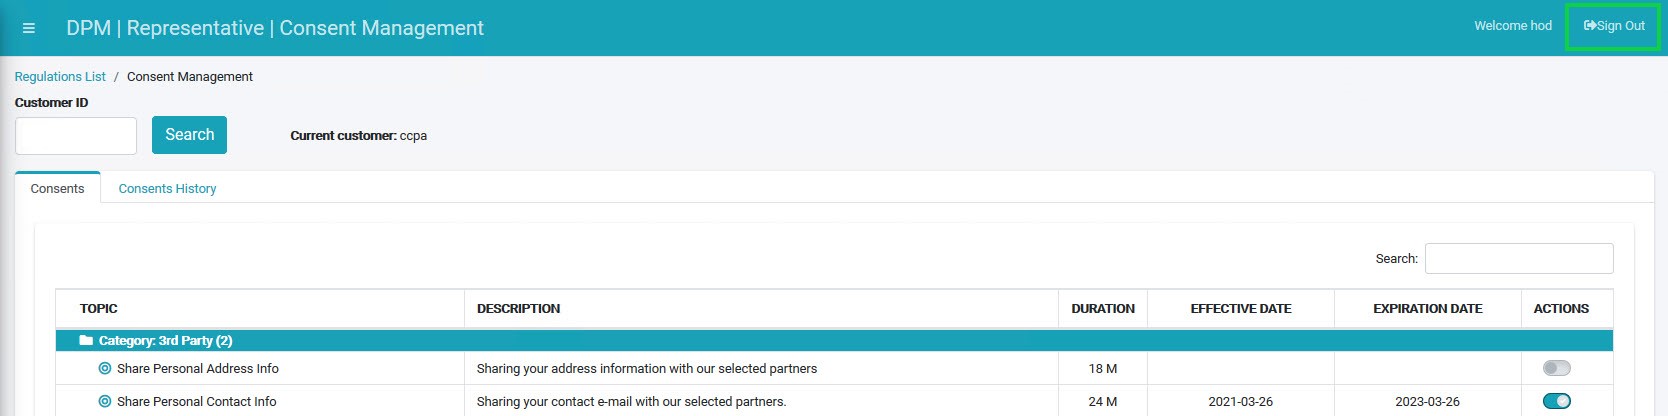 DPM | Representative | Consent Management
Welcome hod
Sign Out
Regulations List / Consent Management
Customer ID
Search
Current customer: ccpa
Consents
Consents History
Search:
TOPIC DESCRIPTION DURATION EFFECTIVE DATE EXPIRATION DATE ACTIONS
Category: 3rd Party (2)
Share Personal Address Info Sharing your address information with our selected partners 18 M
Share Personal Contact Info Sharing your contact e-mail with our selected partners. 24 M 2021-03-26 2023-03-26